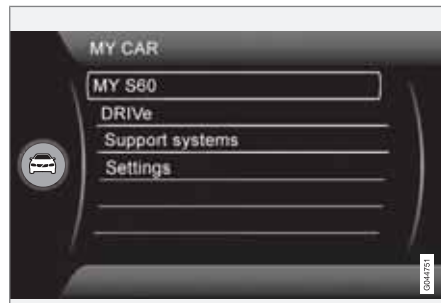 MY CAR
MY S60
DRIVe
Support systems
Settings
G044751